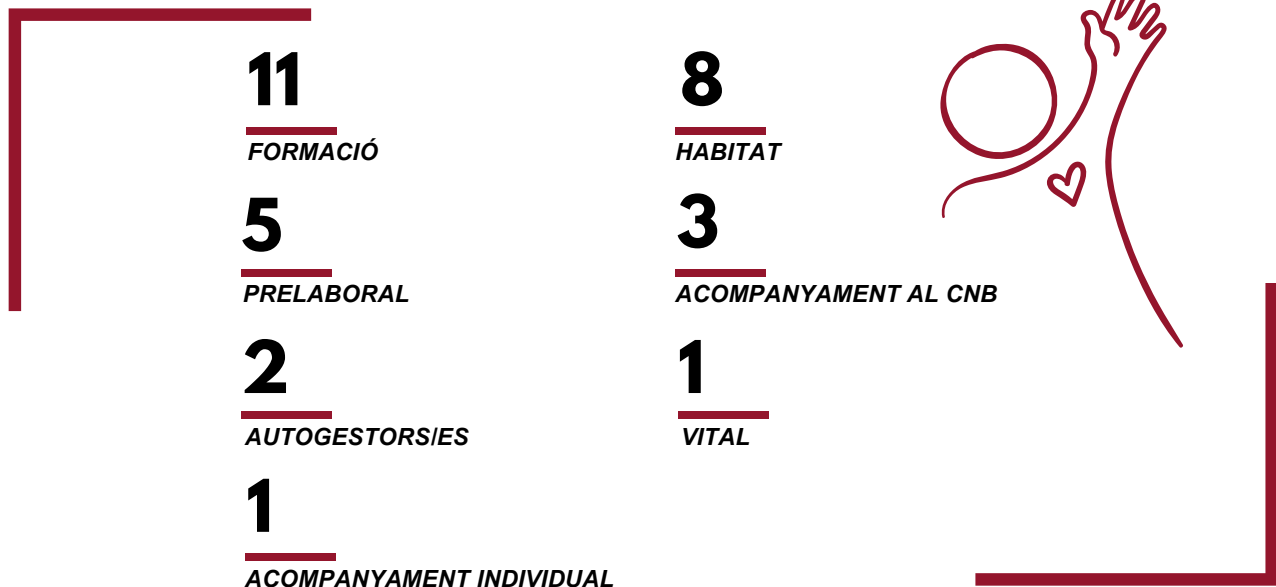 11
FORMACIÓ
8
HABITAT
5
PRELABORAL
3
ACOMPANYAMENT AL CNB
2
AUTOGESTORS/ES
1
VITAL
1
ACOMPANYAMENT INDIVIDUAL